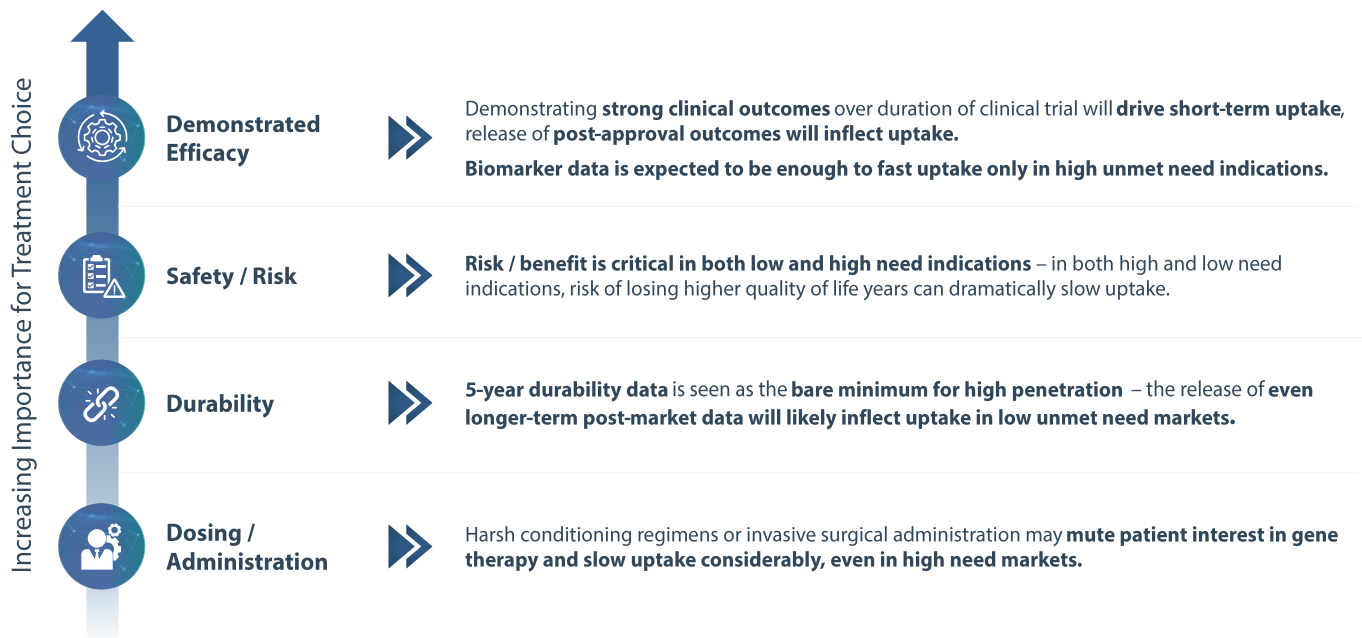 Increasing Importance for Treatment Choice
Demonstrated
Efficacy
Demonstrating strong clinical outcomes over duration of clinical trial will drive short-term uptake,
release of post-approval outcomes will inflect uptake.
Biomarker data is expected to be enough to fast uptake only in high unmet need indications.
Safety / Risk
Risk / benefit is critical in both low and high need indications – in both high and low need
indications, risk of losing higher quality of life years can dramatically slow uptake.
Durability
5-year durability data is seen as the bare minimum for high penetration – the release of even
longer-term post-market data will likely inflect uptake in low unmet need markets.
Dosing /
Administration
Harsh conditioning regimens or invasive surgical administration may mute patient interest in gene
therapy and slow uptake considerably, even in high need markets.